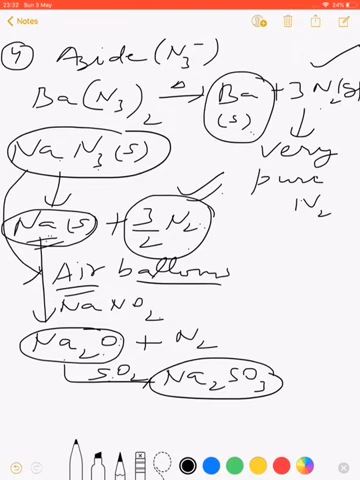 23:32 Sun 3 May
Notes
4 Azide (N3-)
Ba(N3)2 →Δ Ba(s) + 3N2(g)
very
pure
N2
NaN3(s)
Na(s) + 3/2 N2
Air balloons
NaNO2
Na2O + N2
SO2 Na2SO3